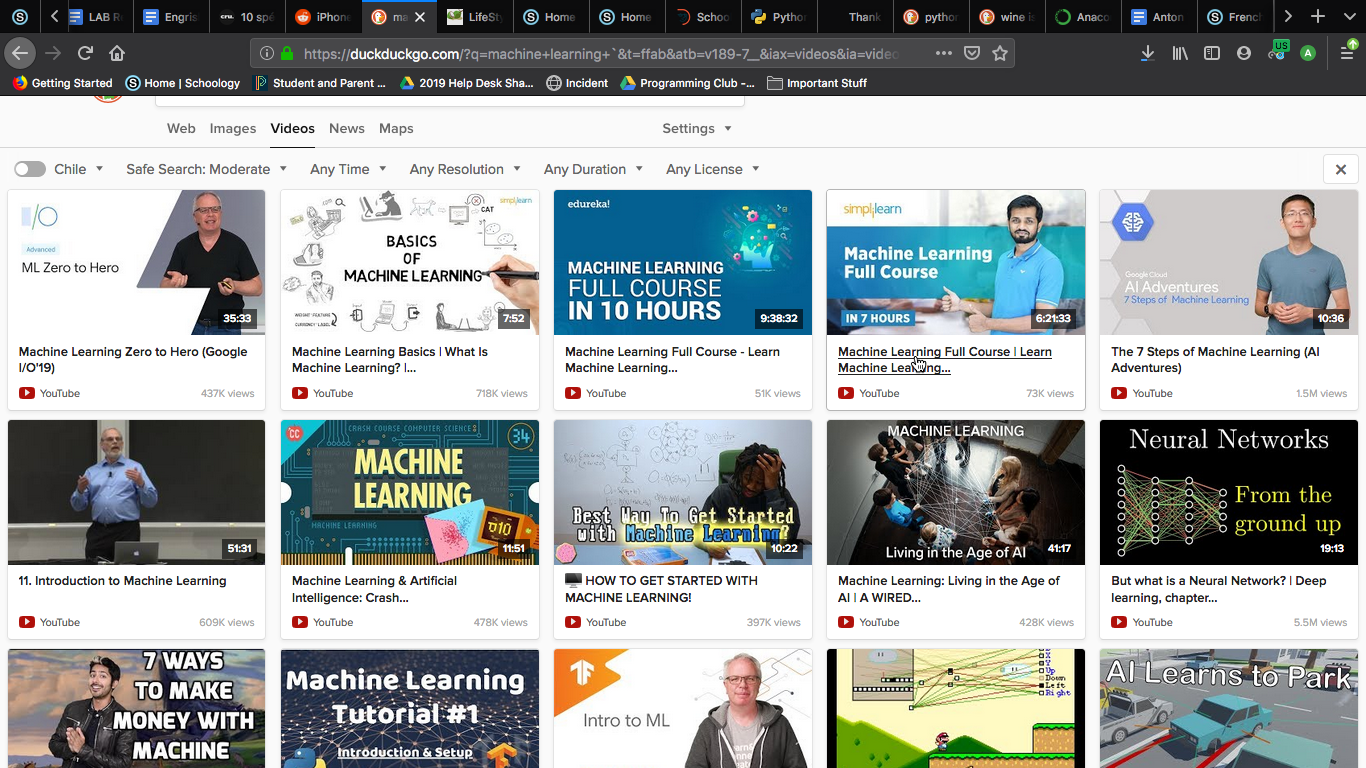 LAB R
Engris
cru. 10 spé
iPhone
ma
LifeSty
Home
Home
Schoo
Python
Thank
python
wine is
Anaco
Anton
French
https://duckduckgo.com/?q=machine+learning+`&t=ffab&atb=v189-7__&iax=videos&ia=video
US
A
Getting Started
Home | Schoology
Student and Parent ...
2019 Help Desk Sha...
Incident
Programming Club -...
Important Stuff
Web Images Videos News Maps
Settings
Chile
Safe Search: Moderate
Any Time
Any Resolution
Any Duration
Any License
I/O
Advanced
ML Zero to Hero
35:33
Machine Learning Zero to Hero (Google
I/O'19)
YouTube
437K views
simplilearn
CAT
BASICS
OF
MACHINE LEARNING
7:52
Machine Learning Basics | What Is
Machine Learning? |...
YouTube
718K views
edureka!
MACHINE LEARNING
FULL COURSE
IN 10 HOURS
9:38:32
Machine Learning Full Course - Learn
Machine Learning...
YouTube
51K views
simplilearn
Machine Learning
Full Course
IN 7 HOURS
6:21:33
Machine Learning Full Course | Learn
Machine Learning...
YouTube
73K views
Google Cloud
AI Adventures
7 Steps of Machine Learning
10:36
The 7 Steps of Machine Learning (AI
Adventures)
YouTube
1.5M views
51:31
11. Introduction to Machine Learning
YouTube
609K views
CC
CRASH COURSE COMPUTER SCIENCE
34
MACHINE
LEARNING
MACHINE LEARNING
11:51
Machine Learning & Artificial
Intelligence: Crash...
YouTube
478K views
Best Way To Get Started
with Machine Learning?
10:22
HOW TO GET STARTED WITH
MACHINE LEARNING!
YouTube
397K views
MACHINE LEARNING
Living in the Age of AI
41:17
Machine Learning: Living in the Age of
AI | A WIRED...
YouTube
428K views
Neural Networks
From the
ground up
19:13
But what is a Neural Network? | Deep
learning, chapter...
YouTube
5.5M views
7 WAYS
TO MAKE
MONEY WITH
MACHINE
Machine Learning
Tutorial #1
Introduction & Setup
Intro to ML
Up
Down
Left
Right
AI Learns to Park